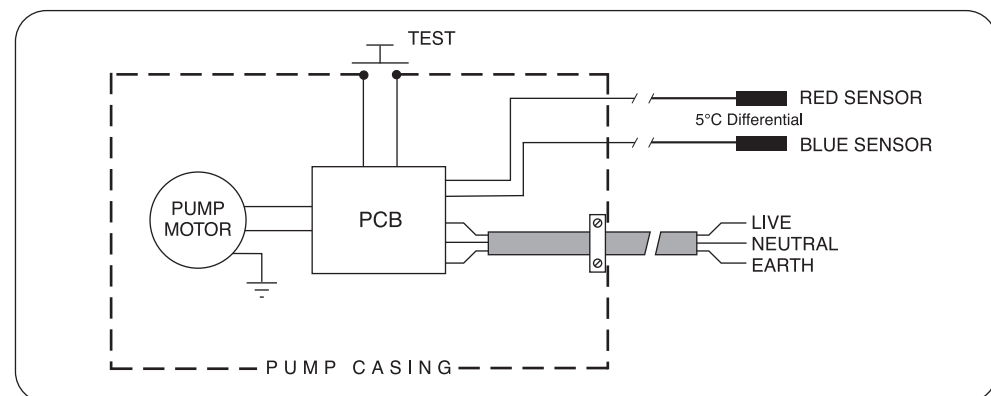 TEST
RED SENSOR
5°C Differential
BLUE SENSOR
PUMP
MOTOR
PCB
LIVE
NEUTRAL
EARTH
PUMP CASING